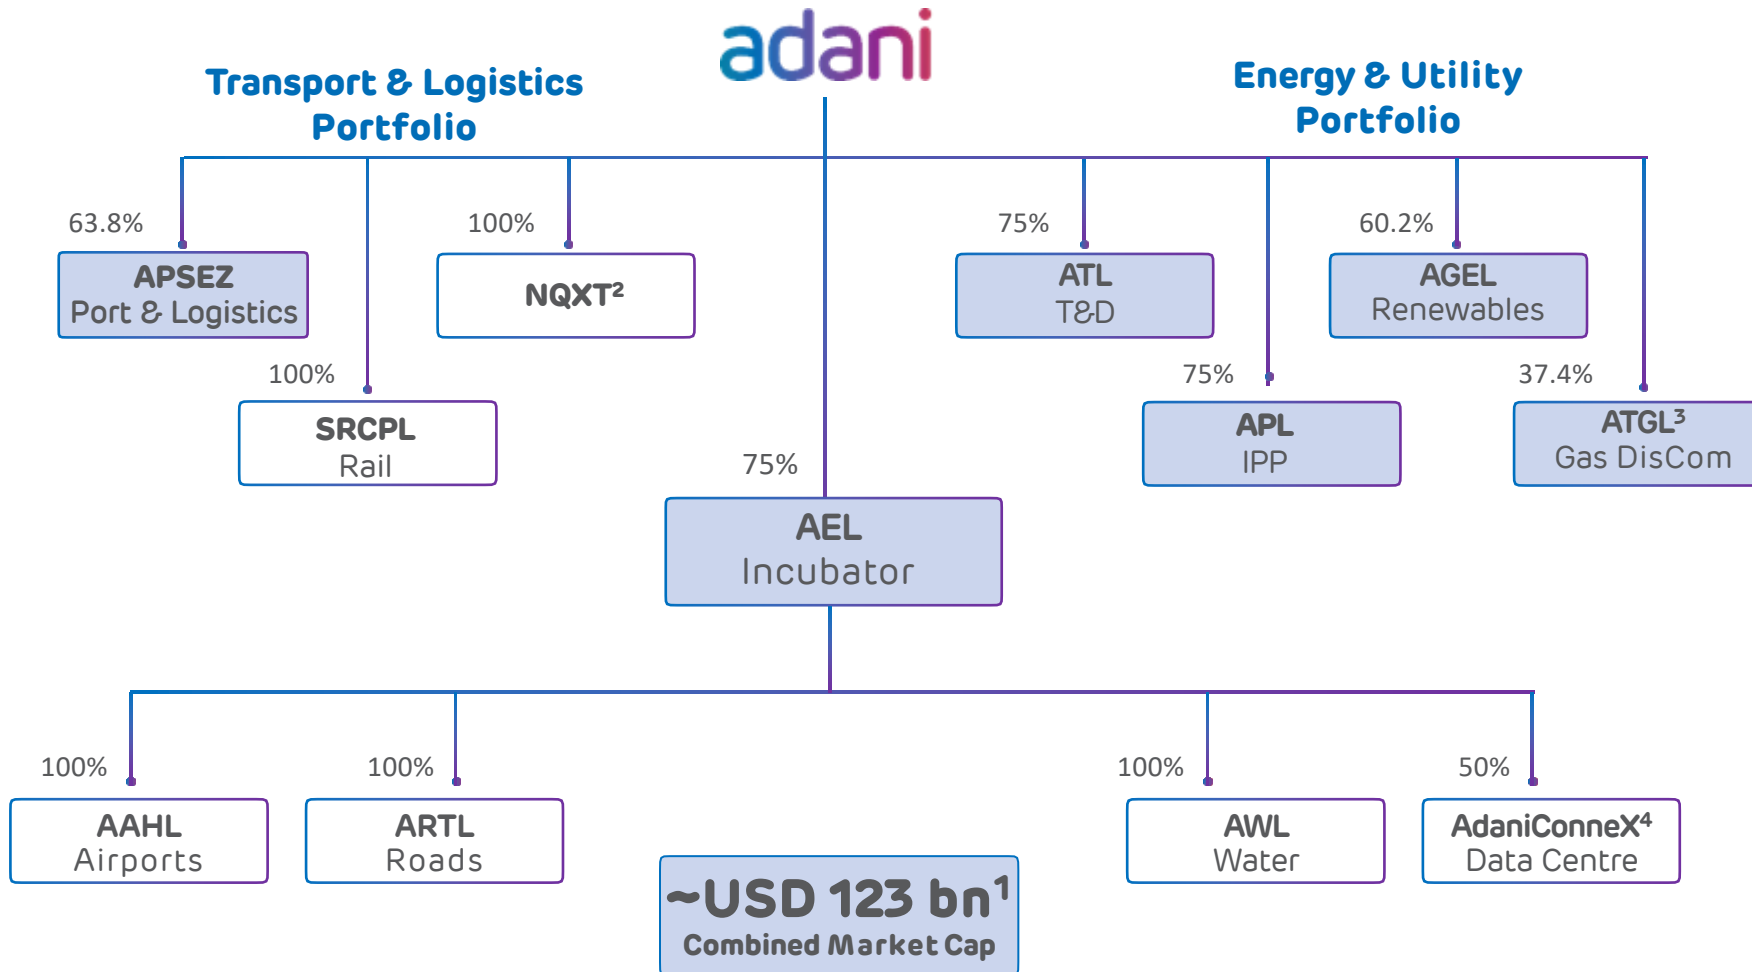 adani
Transport & Logistics
Portfolio
Energy & Utility
Portfolio
63.8%
APSEZ
Port & Logistics
100%
NQXT²
75%
ATL
T&D
60.2%
AGEL
Renewables
100%
SRCPL
Rail
75%
APL
IPP
37.4%
ATGL³
Gas DisCom
75%
AEL
Incubator
100%
AAHL
Airports
100%
ARTL
Roads
100%
AWL
Water
50%
AdaniConneX⁴
Data Centre
~USD 123 bn¹
Combined Market Cap